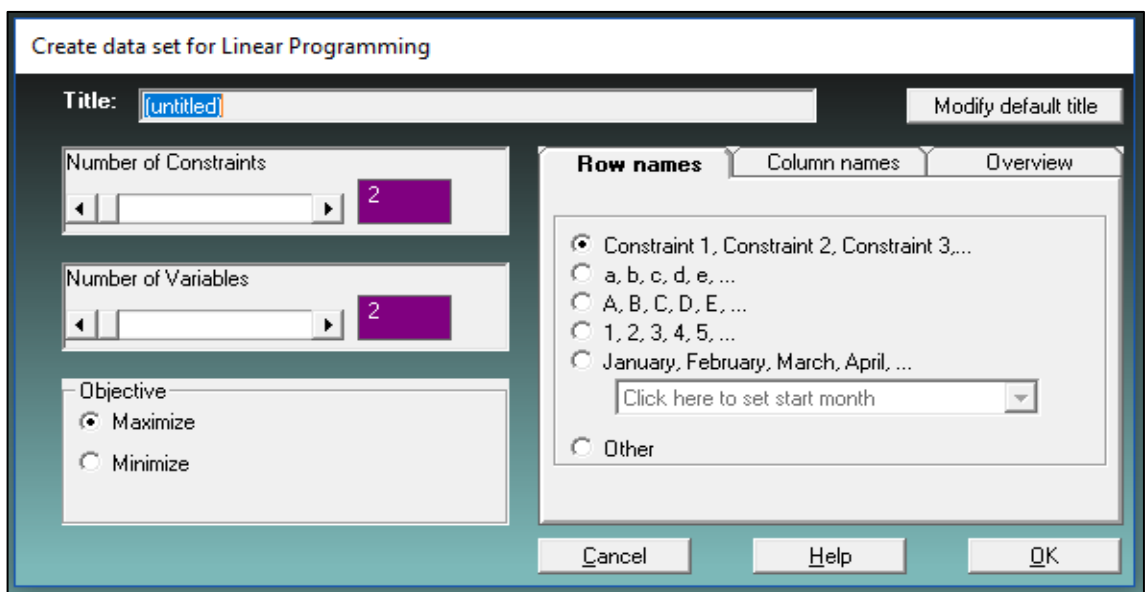 Create data set for Linear Programming
Title: (untitled) Modify default title
Number of Constraints
2
Number of Variables
2
Objective
Maximize
Minimize
Row names Column names Overview
Constraint 1, Constraint 2, Constraint 3,...
a, b, c, d, e, ...
A, B, C, D, E, ...
1, 2, 3, 4, 5, ...
January, February, March, April, ...
Click here to set start month
Other
Cancel Help OK